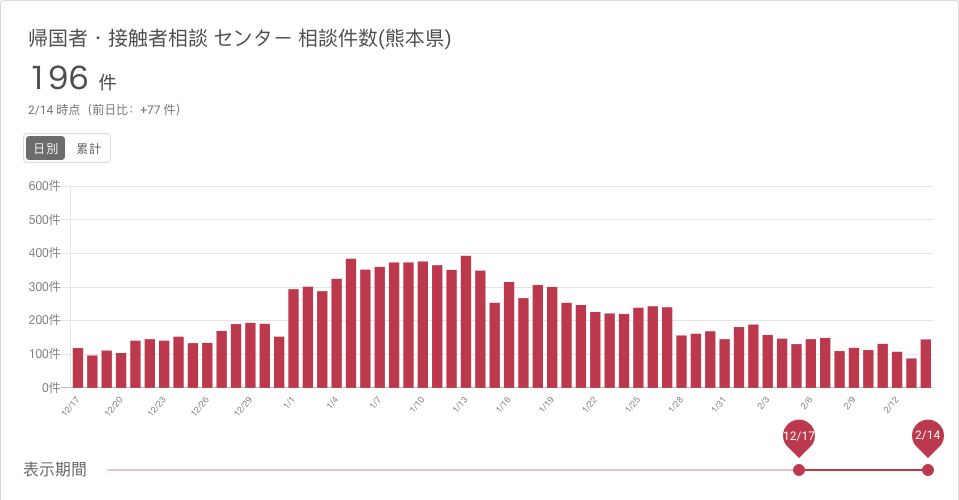 帰国者・接触者相談 センター 相談件数(熊本県)
196 件
2/14 時点（前日比：+77 件）
日別 累計
600件
500件
400件
300件
200件
100件
0件
12/17 12/20 12/23 12/26 12/29 1/1 1/4 1/7 1/10 1/13 1/16 1/19 1/22 1/25 1/28 1/31 2/3 2/6 2/9 2/12
12/17 2/14
表示期間